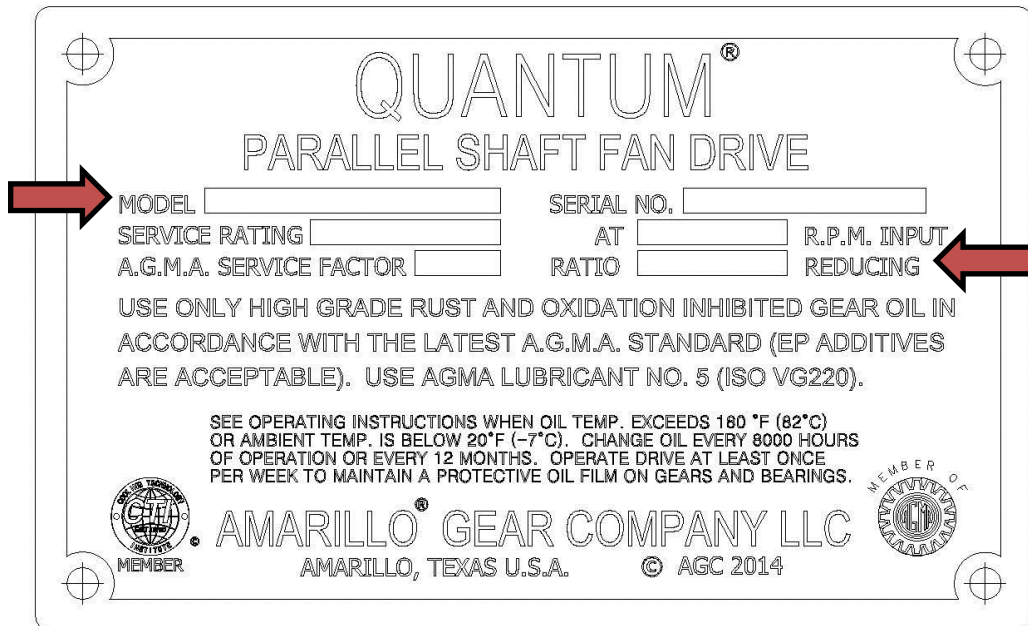 QUANTUM®
PARALLEL SHAFT FAN DRIVE
MODEL SERIAL NO.
SERVICE RATING AT R.P.M. INPUT
A.G.M.A. SERVICE FACTOR RATIO REDUCING
USE ONLY HIGH GRADE RUST AND OXIDATION INHIBITED GEAR OIL IN
ACCORDANCE WITH THE LATEST A.G.M.A. STANDARD (EP ADDITIVES
ARE ACCEPTABLE). USE AGMA LUBRICANT NO. 5 (ISO VG220).
SEE OPERATING INSTRUCTIONS WHEN OIL TEMP. EXCEEDS 180 °F (82°C)
OR AMBIENT TEMP. IS BELOW 20°F (−7°C). CHANGE OIL EVERY 8000 HOURS
OF OPERATION OR EVERY 12 MONTHS. OPERATE DRIVE AT LEAST ONCE
PER WEEK TO MAINTAIN A PROTECTIVE OIL FILM ON GEARS AND BEARINGS.
COOLING TECHNOLOGY
CTI
INSTITUTE
©
MEMBER
AMARILLO® GEAR COMPANY LLC
AMARILLO, TEXAS U.S.A. © AGC 2014
MEMBER OF
AGMA